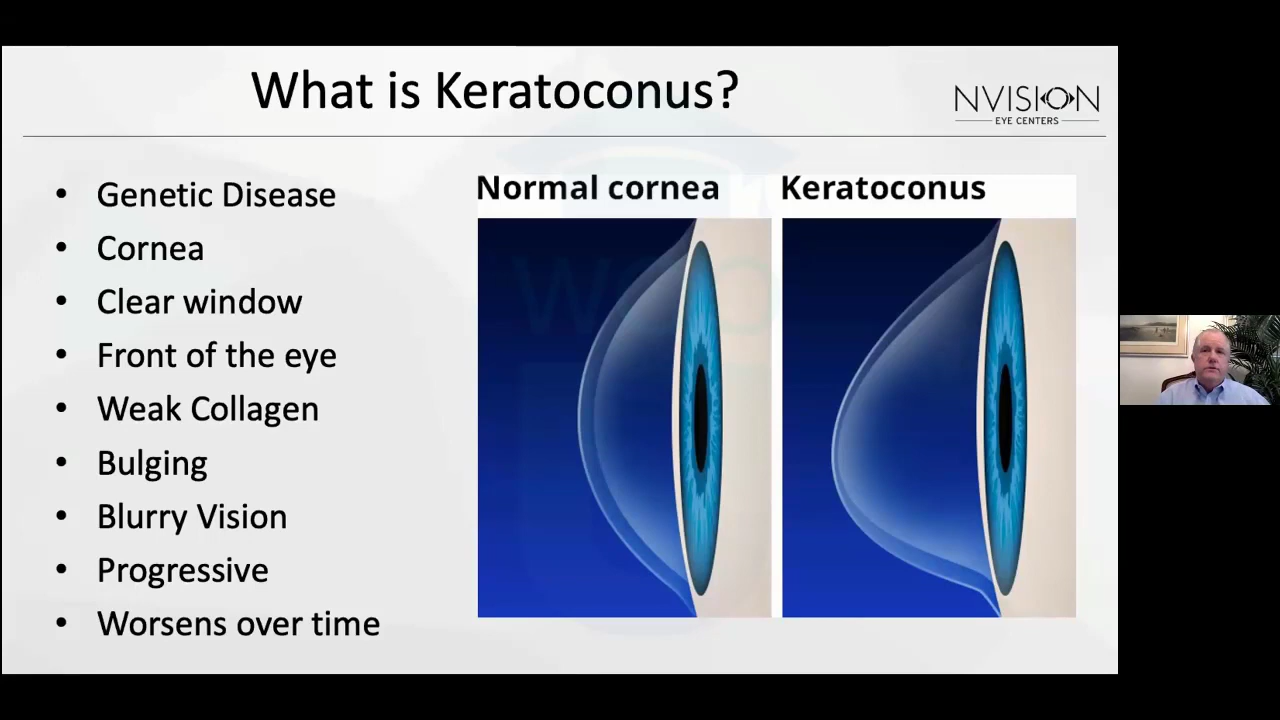 What is Keratoconus?
NVISION
EYE CENTERS
• Genetic Disease
• Cornea
• Clear window
• Front of the eye
• Weak Collagen
• Bulging
• Blurry Vision
• Progressive
• Worsens over time
Normal cornea
Keratoconus